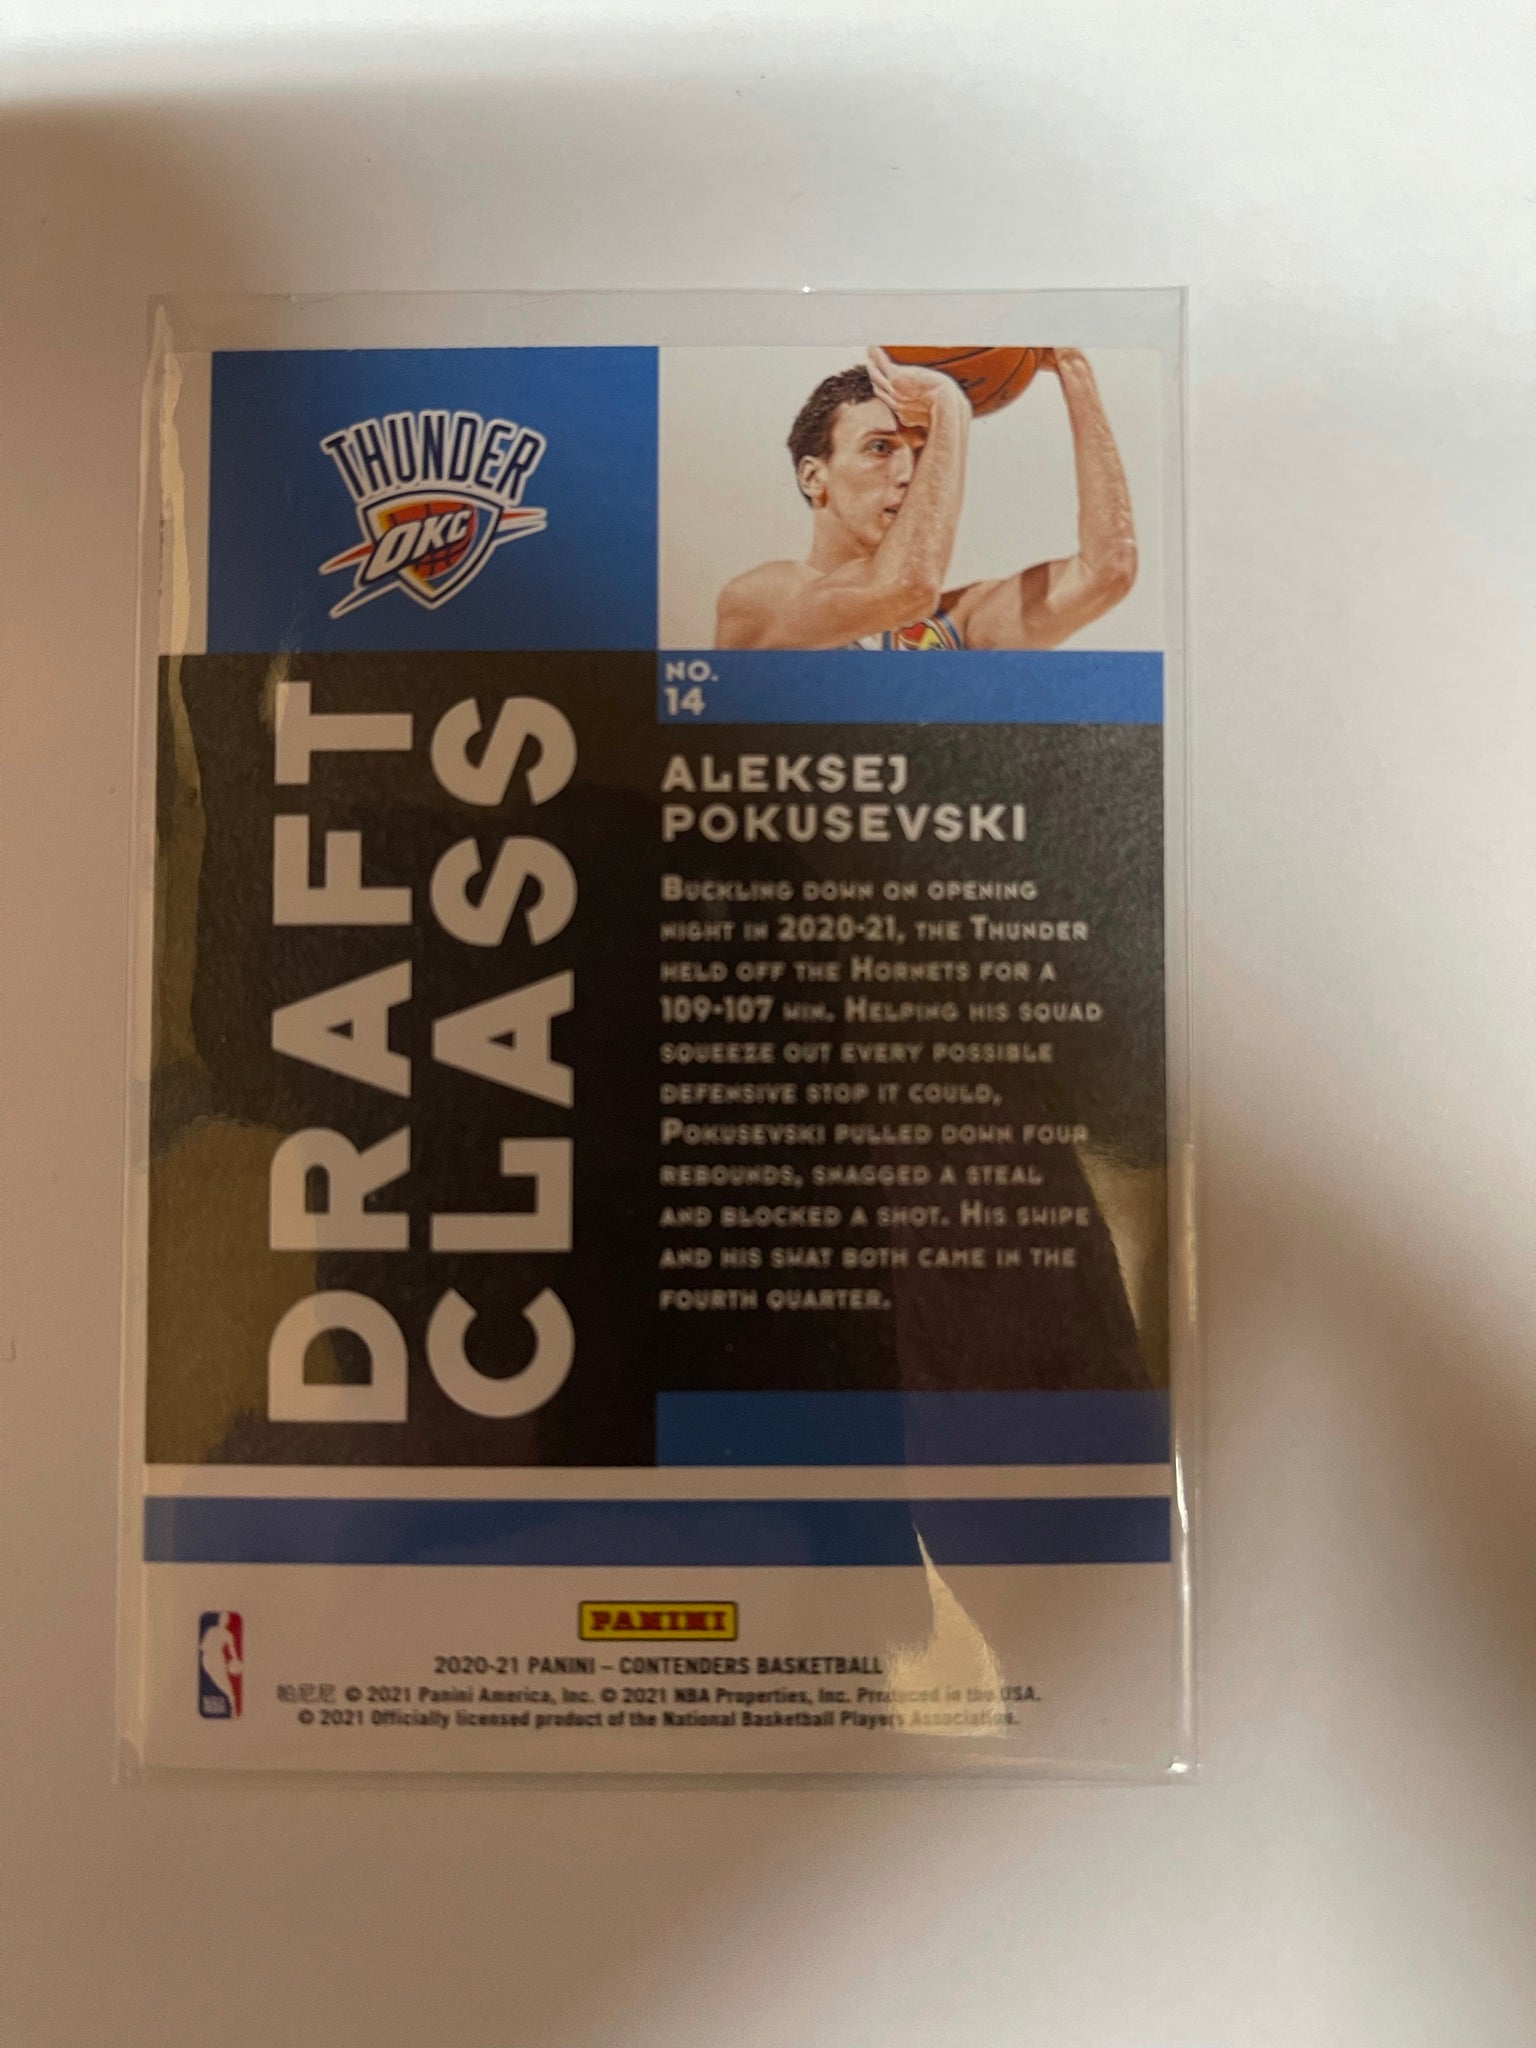 THUNDER
OKC
NO.
14
DRAFT
CLASS
ALEKSEJ
POKUSEVSKI
BUCKLING DOWN ON OPENING
NIGHT IN 2020-21, THE THUNDER
HELD OFF THE HORNETS FOR A
109-107 WIN. HELPING HIS SQUAD
SQUEEZE OUT EVERY POSSIBLE
DEFENSIVE STOP IT COULD,
POKUSEVSKI PULLED DOWN FOUR
REBOUNDS, SNAGGED A STEAL
AND BLOCKED A SHOT. HIS SWIPE
AND HIS SWAT BOTH CAME IN THE
FOURTH QUARTER.
PANINI
NBA
2020-21 PANINI – CONTENDERS BASKETBALL
帕尼尼 © 2021 Panini America, Inc. © 2021 NBA Properties, Inc. Produced in the USA.
© 2021 Officially licensed product of the National Basketball Players Association.